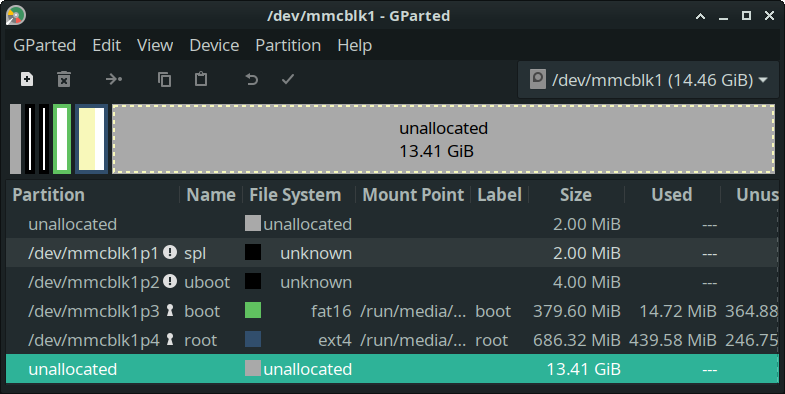 /dev/mmcblk1 - GParted
GParted Edit View Device Partition Help
/dev/mmcblk1 (14.46 GiB)
unallocated
13.41 GiB
Partition Name File System Mount Point Label Size Used Unus
unallocated unallocated 2.00 MiB ---
/dev/mmcblk1p1 spl unknown 2.00 MiB ---
/dev/mmcblk1p2 uboot unknown 4.00 MiB ---
/dev/mmcblk1p3 boot fat16 /run/media/... boot 379.60 MiB 14.72 MiB 364.88
/dev/mmcblk1p4 root ext4 /run/media/... root 686.32 MiB 439.58 MiB 246.75
unallocated unallocated 13.41 GiB ---